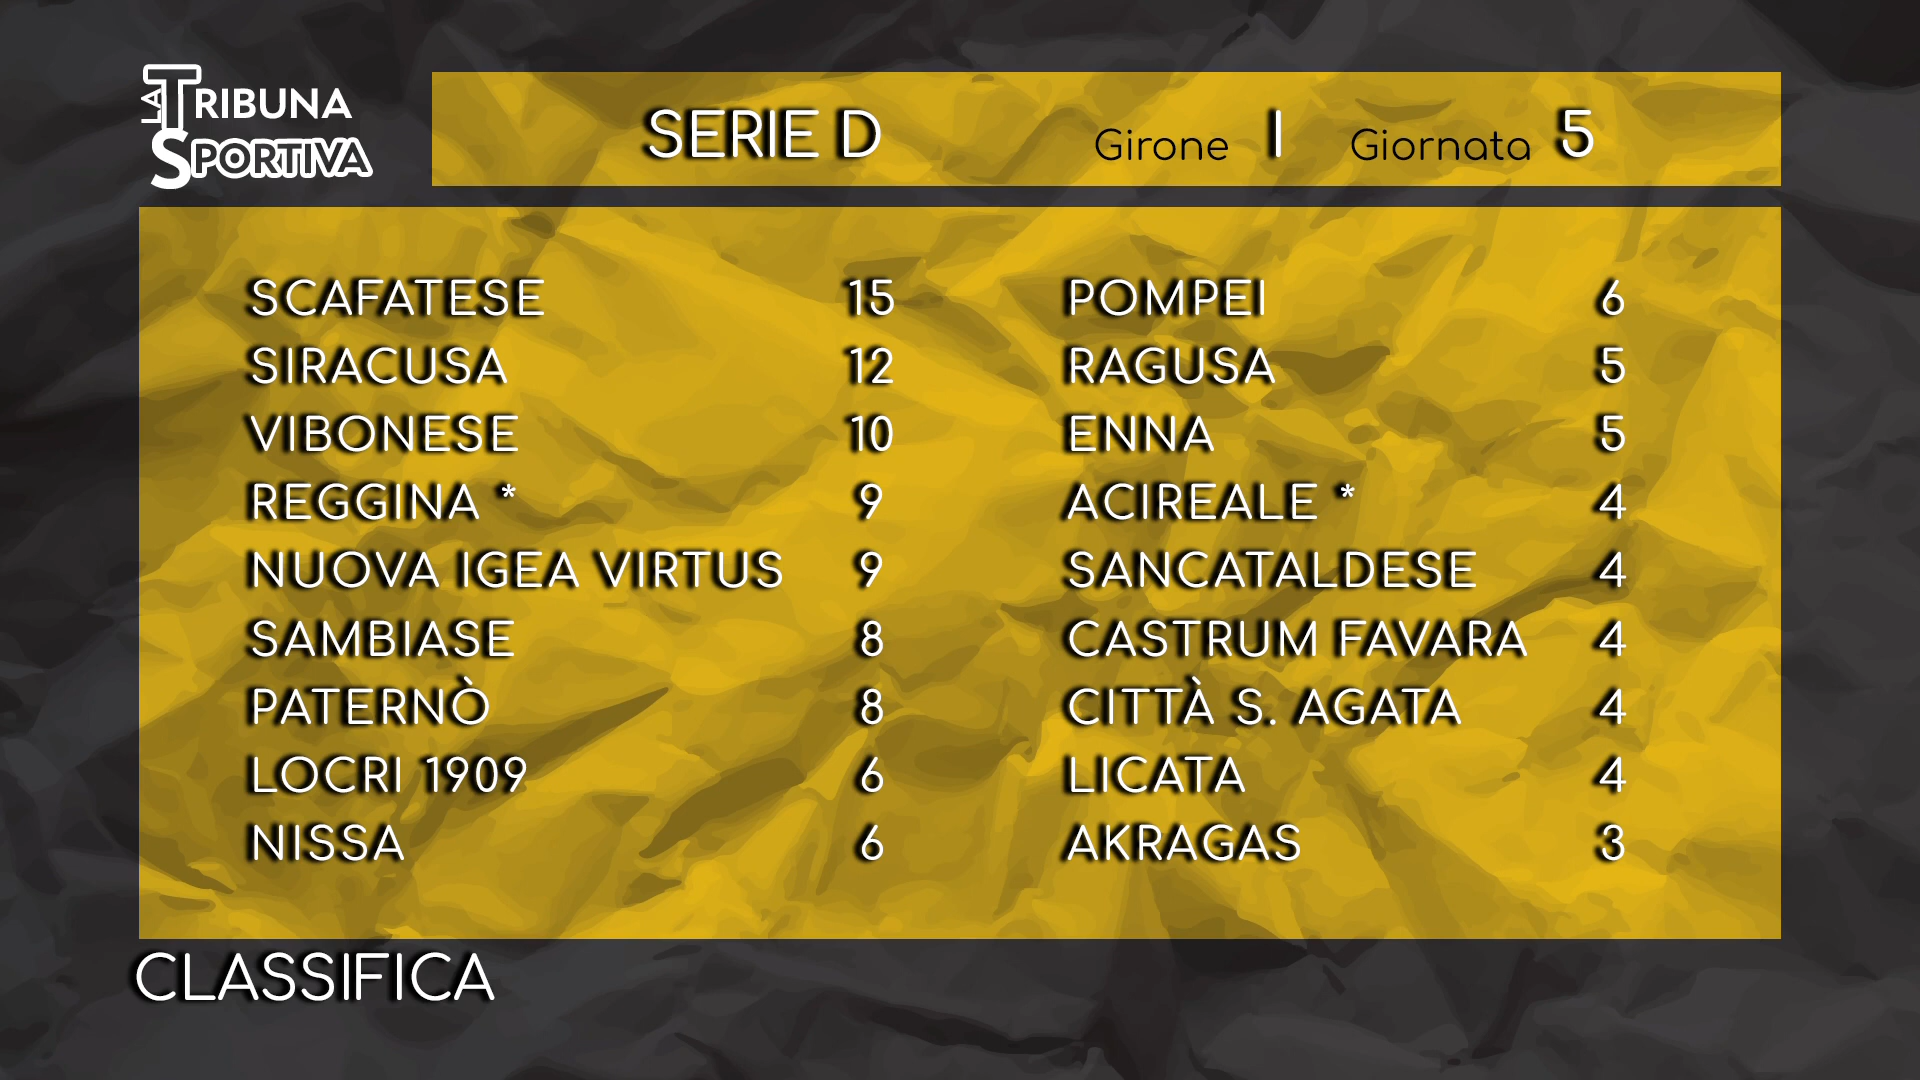 LA TRIBUNA
SPORTIVA
SERIE D Girone I Giornata 5
SCAFATESE 15
SIRACUSA 12
VIBONESE 10
REGGINA * 9
NUOVA IGEA VIRTUS 9
SAMBIASE 8
PATERNÒ 8
LOCRI 1909 6
NISSA 6
POMPEI 6
RAGUSA 5
ENNA 5
ACIREALE * 4
SANCATALDESE 4
CASTRUM FAVARA 4
CITTÀ S. AGATA 4
LICATA 4
AKRAGAS 3
CLASSIFICA